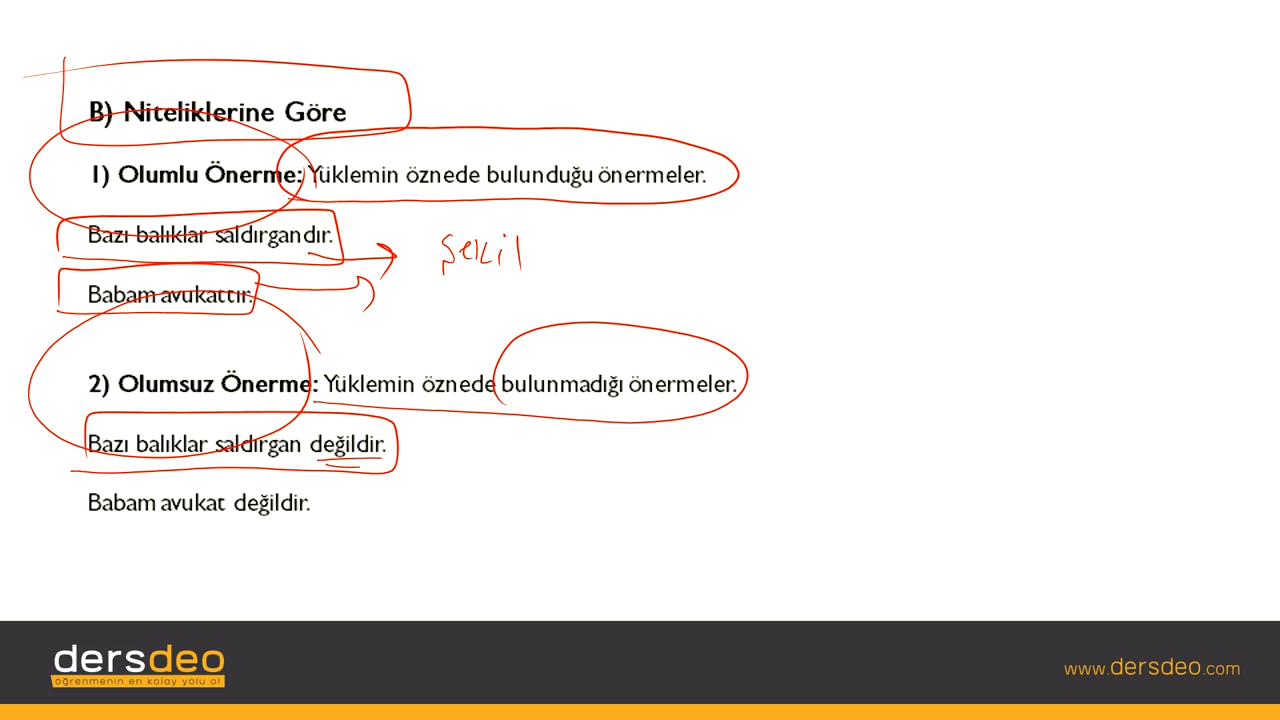 B) Niteliklerine Göre
1) Olumlu Önerme: Yüklemin öznede bulunduğu önermeler.
Bazı balıklar saldırgandır.
Şekil
Babam avukattır.
2) Olumsuz Önerme: Yüklemin öznede bulunmadığı önermeler.
Bazı balıklar saldırgan değildir.
Babam avukat değildir.
dersdeo
öğrenmenin en kolay yolu o!
www.dersdeo.com